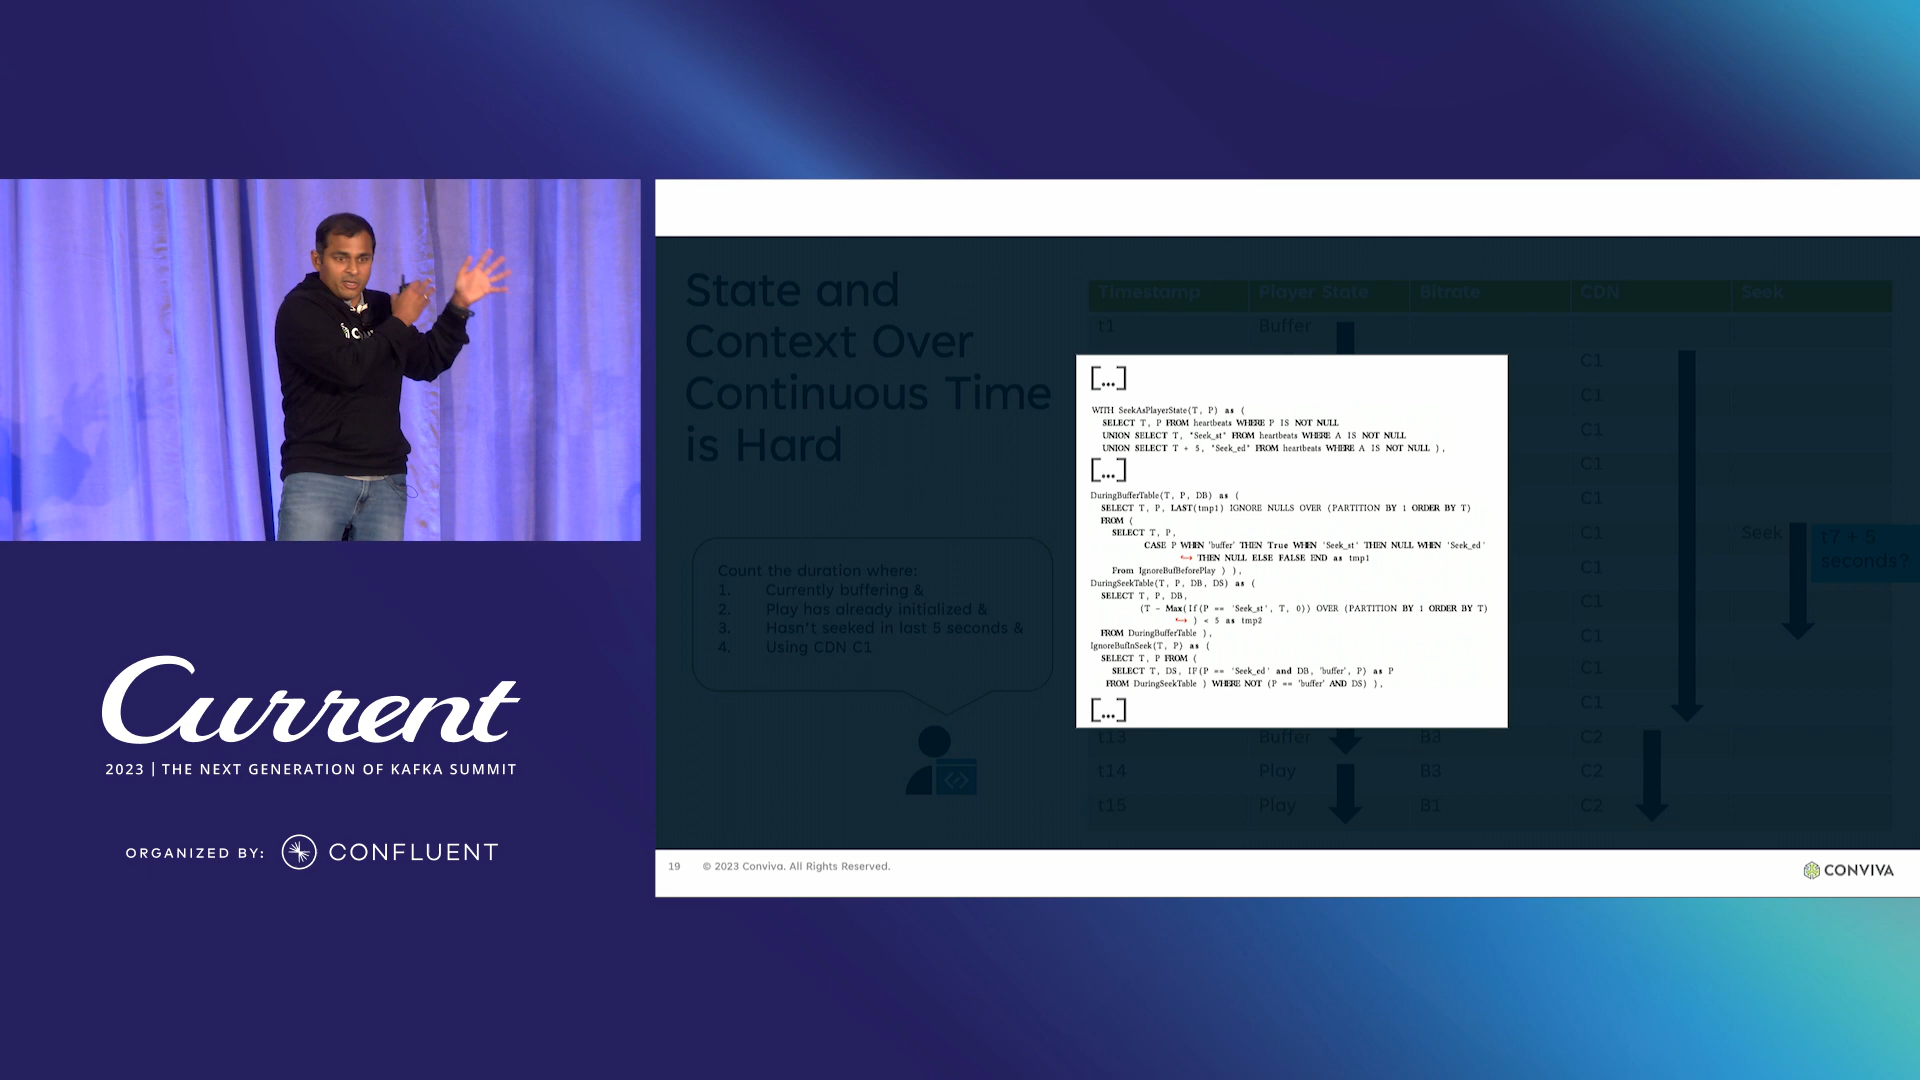 State and
Context Over
Continuous Time
is Hard
Count the duration where:
1. Currently buffering &
2. Play has already initialized &
3. Hasn't seeked in last 5 seconds &
4. Using CDN C1
Timestamp Player State Bitrate CDN Seek
t1 Buffer
C1
C1
C1
C1
C1
C1 Seek
t7 + 5
seconds?
C1
C1
C1
C1
C1
t13 Buffer B3 C2
t14 Play B3 C2
t15 Play B1 C2
[...]
WITH SeekAsPlayerState(T, P) as (
SELECT T, P FROM heartbeats WHERE P IS NOT NULL
UNION SELECT T, "Seek_st" FROM heartbeats WHERE A IS NOT NULL
UNION SELECT T + 5, "Seek_ed" FROM heartbeats WHERE A IS NOT NULL ),
[...]
DuringBufferTable(T, P, DB) as (
SELECT T, P, LAST(tmp1) IGNORE NULLS OVER (PARTITION BY 1 ORDER BY T)
FROM (
SELECT T, P,
CASE P WHEN 'buffer' THEN True WHEN 'Seek_st' THEN NULL WHEN 'Seek_ed'
↪ THEN NULL ELSE FALSE END as tmp1
From IgnoreBufBeforePlay ) ),
DuringSeekTable(T, P, DB, DS) as (
SELECT T, P, DB,
(T - Max(If(P == 'Seek_st', T, 0)) OVER (PARTITION BY 1 ORDER BY T)
↪ ) < 5 as tmp2
FROM DuringBufferTable ),
IgnoreBufInSeek(T, P) as (
SELECT T, P FROM (
SELECT T, DS, IF(P == 'Seek_ed' and DB, 'buffer', P) as P
FROM DuringSeekTable ) WHERE NOT (P == 'buffer' AND DS) ),
[...]
19 © 2023 Conviva. All Rights Reserved.
CONVIVA
Current
2023 | THE NEXT GENERATION OF KAFKA SUMMIT
ORGANIZED BY: CONFLUENT